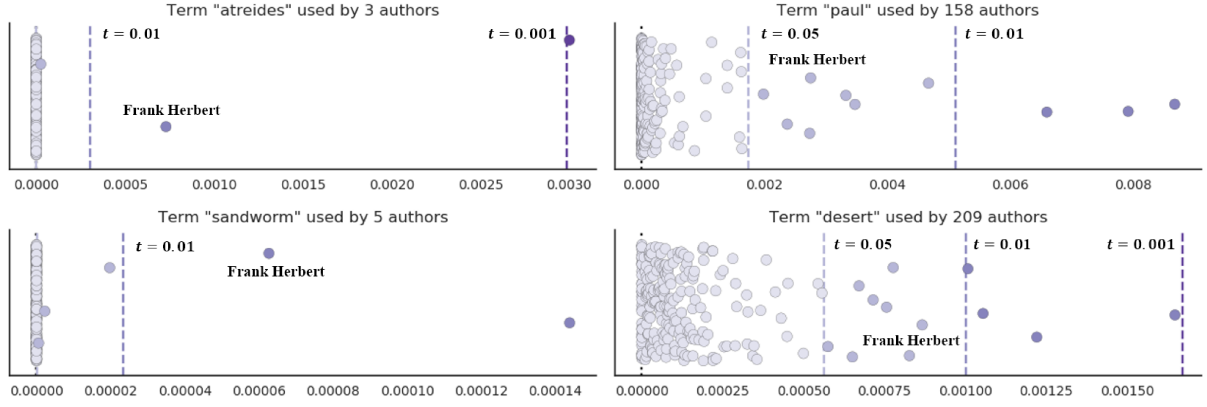 Term "atreides" used by 3 authors
t = 0.01
t = 0.001
Frank Herbert
0.0000 0.0005 0.0010 0.0015 0.0020 0.0025 0.0030
Term "paul" used by 158 authors
t = 0.05
t = 0.01
Frank Herbert
0.000 0.002 0.004 0.006 0.008
Term "sandworm" used by 5 authors
t = 0.01
Frank Herbert
0.00000 0.00002 0.00004 0.00006 0.00008 0.00010 0.00012 0.00014
Term "desert" used by 209 authors
t = 0.05
t = 0.01
t = 0.001
Frank Herbert
0.00000 0.00025 0.00050 0.00075 0.00100 0.00125 0.00150